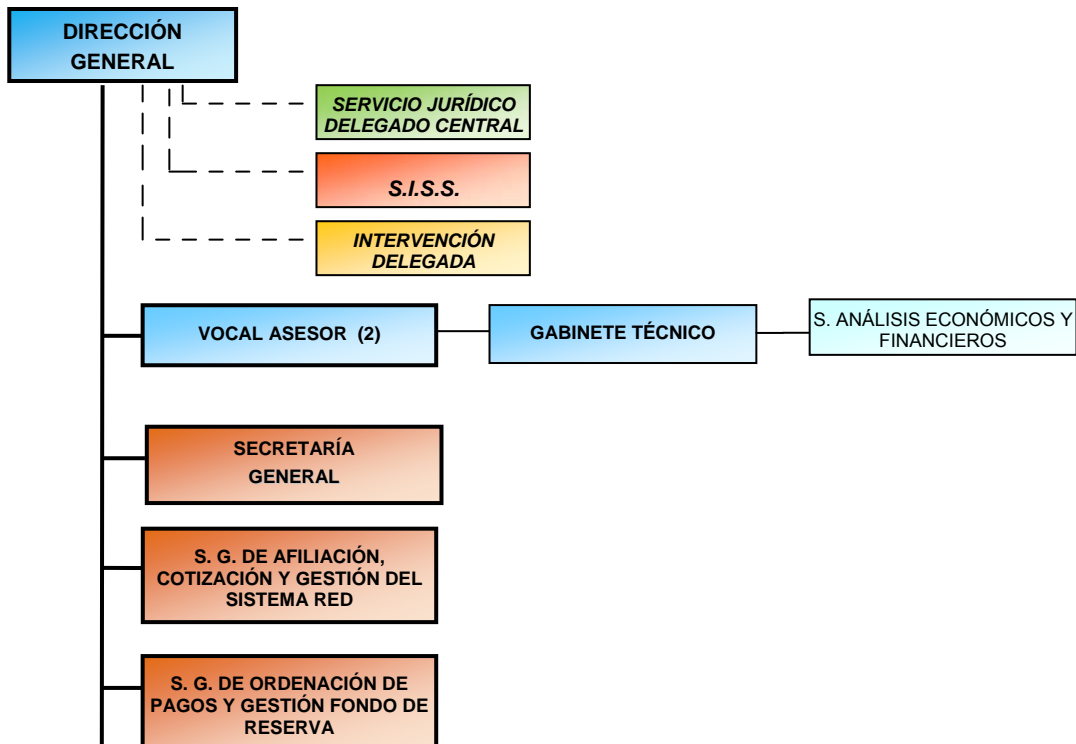 DIRECCIÓN
GENERAL
SERVICIO JURÍDICO
DELEGADO CENTRAL
S.I.S.S.
INTERVENCIÓN
DELEGADA
VOCAL ASESOR (2)
GABINETE TÉCNICO
S. ANÁLISIS ECONÓMICOS Y
FINANCIEROS
SECRETARÍA
GENERAL
S. G. DE AFILIACIÓN,
COTIZACIÓN Y GESTIÓN DEL
SISTEMA RED
S. G. DE ORDENACIÓN DE
PAGOS Y GESTIÓN FONDO DE
RESERVA